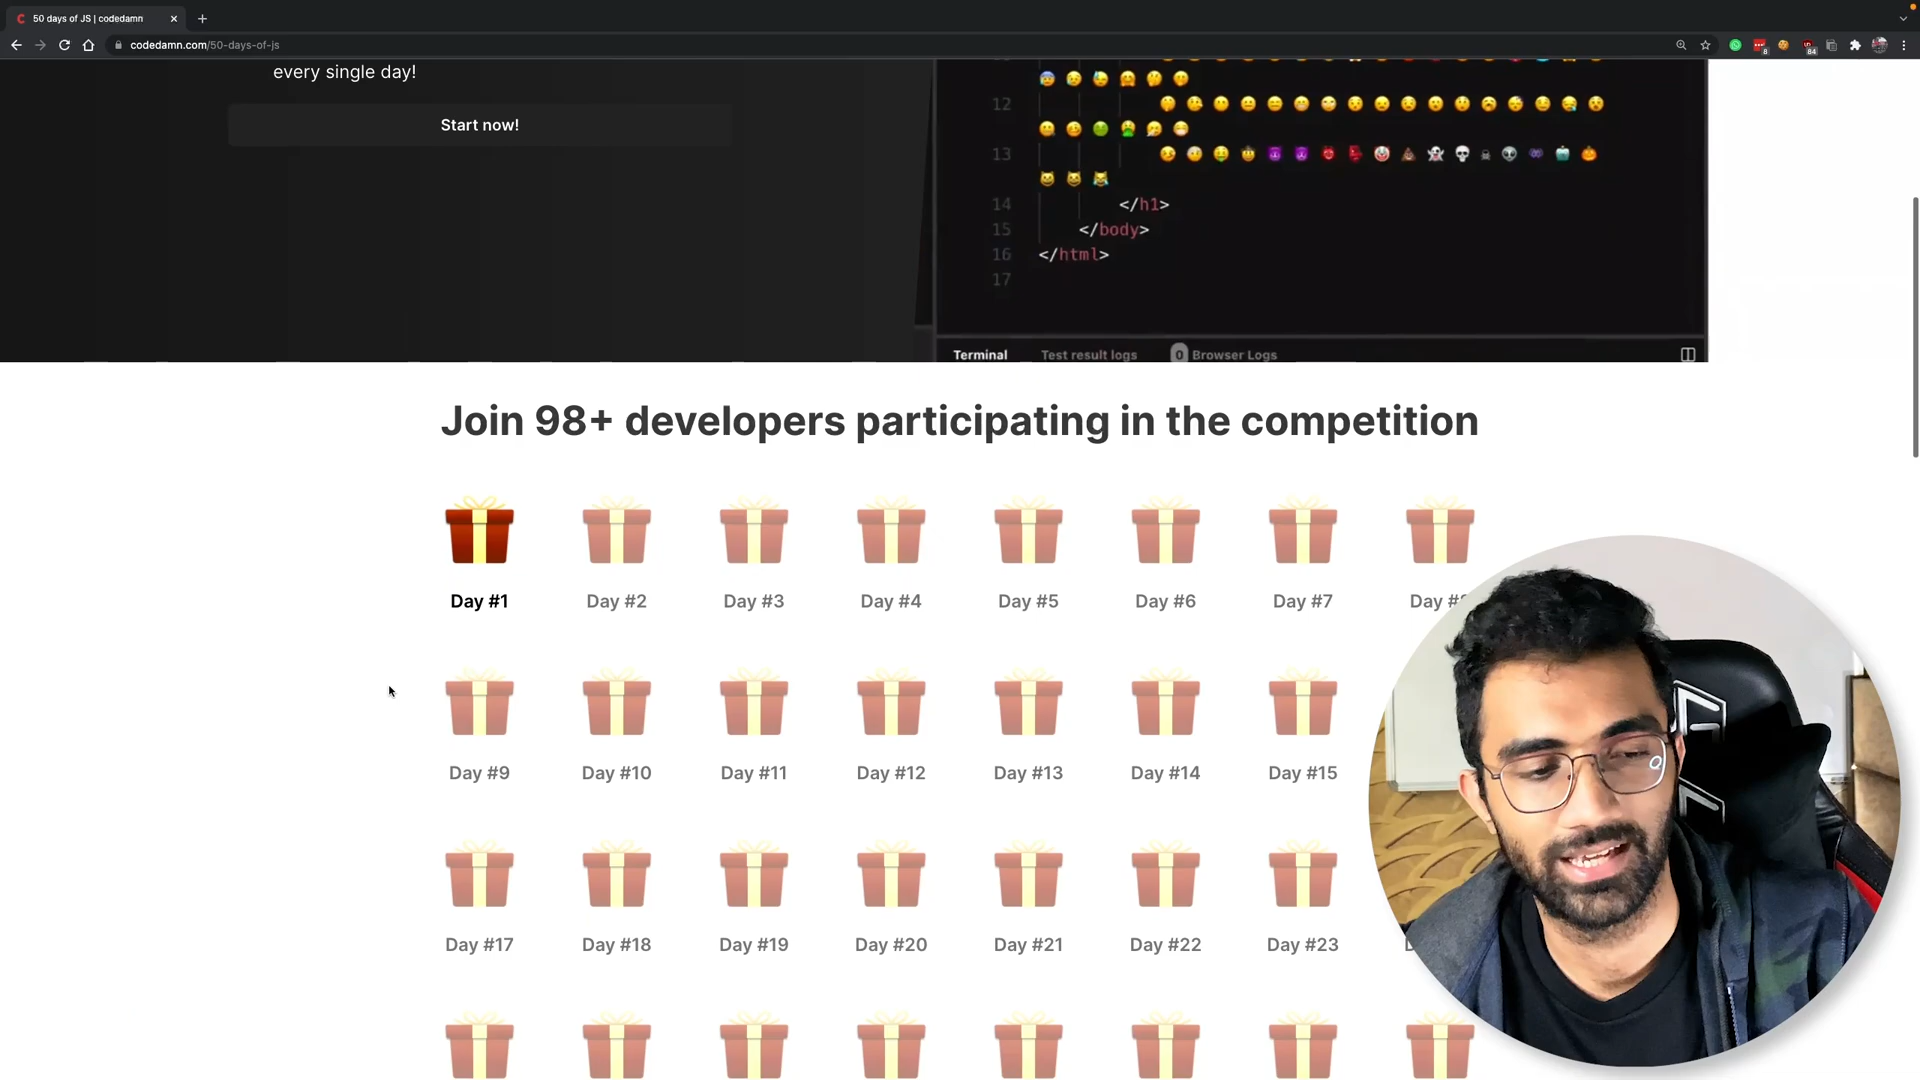 50 days of JS | codedamn
codedamn.com/50-days-of-js
8
84
every single day!
Start now!
12
13
14 </h1>
15 </body>
16 </html>
17
Terminal Test result logs 0 Browser Logs
Join 98+ developers participating in the competition
Day #1 Day #2 Day #3 Day #4 Day #5 Day #6 Day #7
Day #9 Day #10 Day #11 Day #12 Day #13 Day #14 Day #15
Day #17 Day #18 Day #19 Day #20 Day #21 Day #22 Day #23